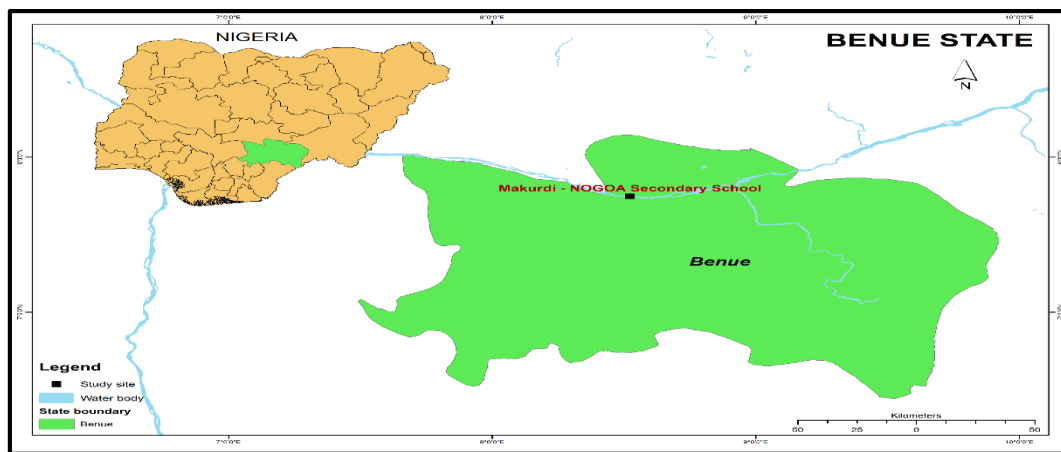 7°0'0"E 8°0'0"E 9°0'0"E 10°0'0"E
NIGERIA
BENUE STATE
N
Makurdi - NOGOA Secondary School
Benue
Legend
Study site
Water body
State boundary
Benue
Kilometers
50 25 0 50
7°0'0"E 8°0'0"E 9°0'0"E 10°0'0"E